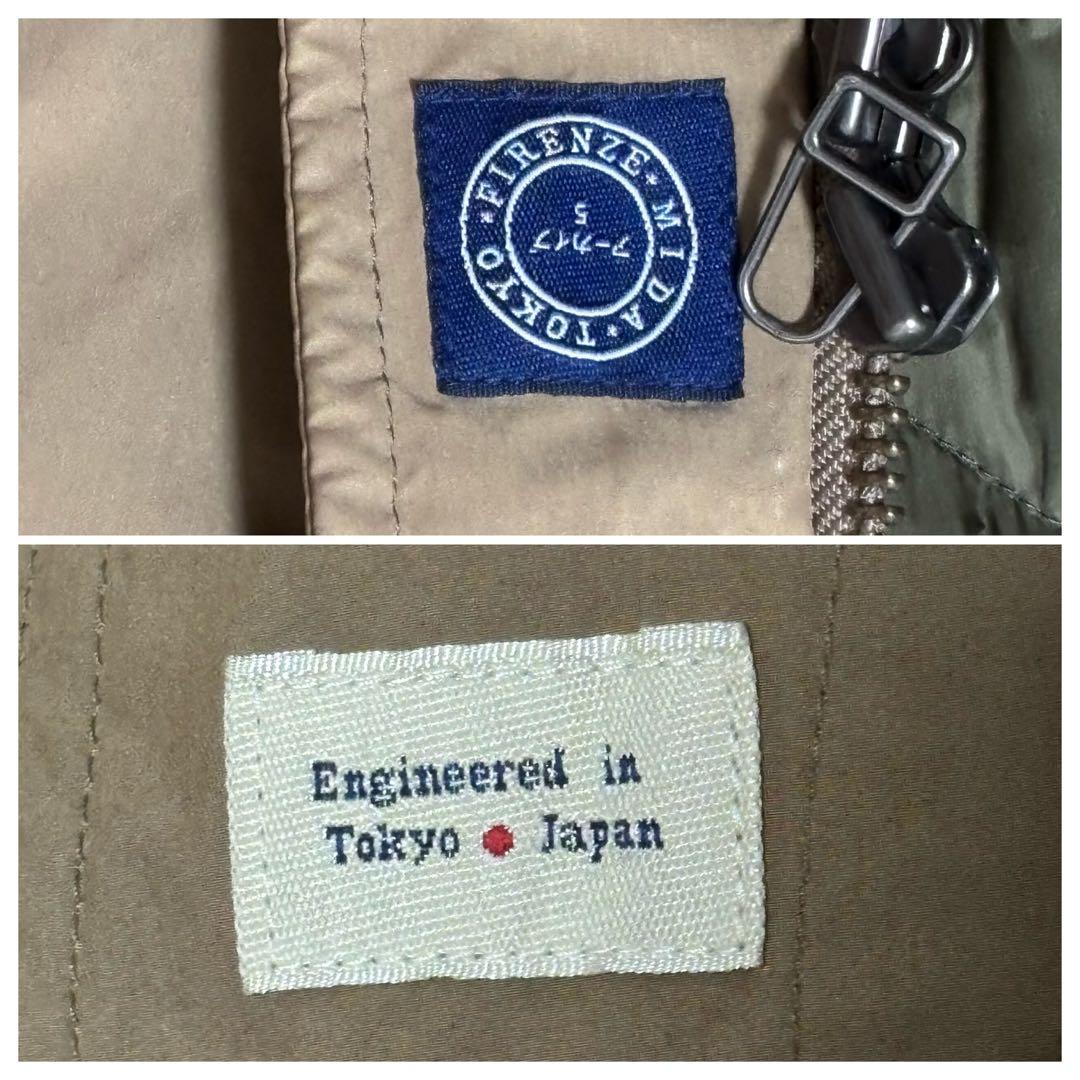 FIRENZE * MIDA * TOKYO *
アーカイブ
5
Engineered in
Tokyo ● Japan